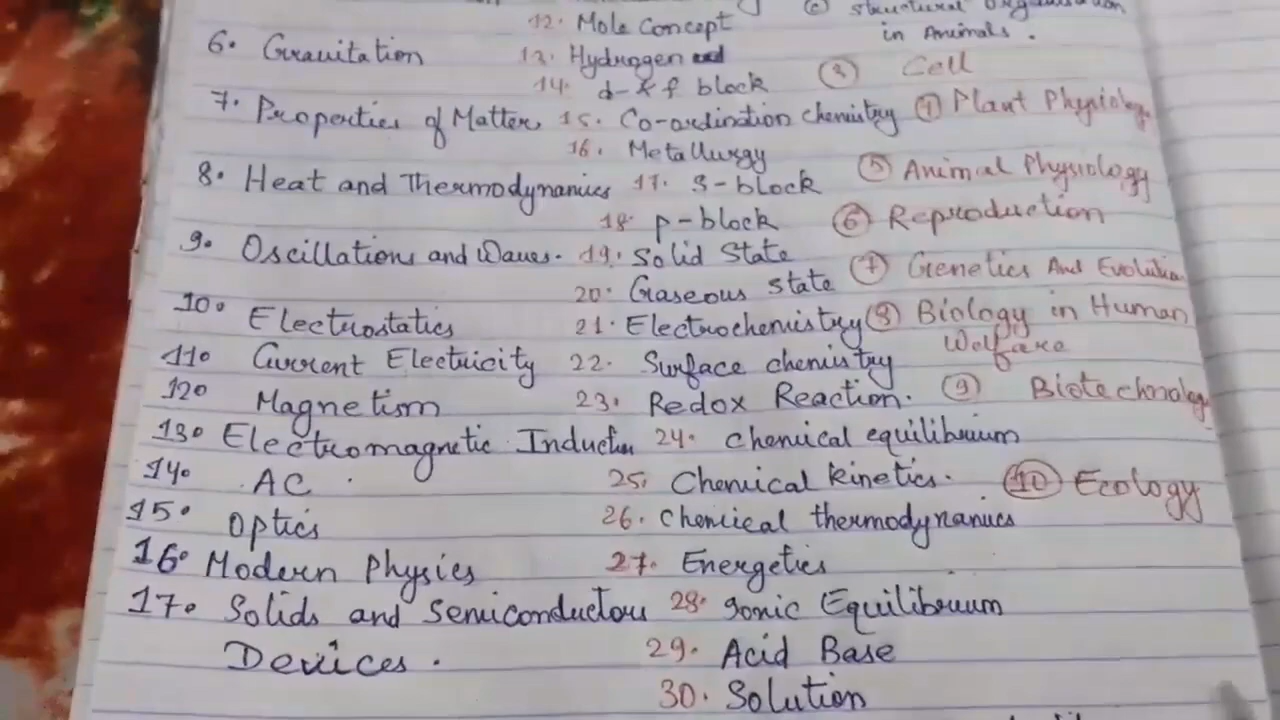 12. Mole Concept
6. Gravitation
13. Hydrogen
14. d- & f block
7. Properties of Matter
15. Co-ordination chemistry
16. Metallurgy
8. Heat and Thermodynamics
17. S-block
18. p-block
9. Oscillations and Waves.
19. Solid State
20. Gaseous state
10. Electrostatics
21. Electrochemistry
11. Current Electricity
22. Surface chemistry
12. Magnetism
23. Redox Reaction.
13. Electromagnetic Induction
24. Chemical equilibrium
14. AC.
25. Chemical kinetics.
15. Optics
26. Chemical thermodynamics
16. Modern Physics
27. Energetics
17. Solids and Semiconductors
Devices.
28. Ionic Equilibrium
29. Acid Base
30. Solution
structural Organisation
in Animals.
③ Cell
④ Plant Physiology
⑤ Animal Physiology
⑥ Reproduction
⑦ Genetics And Evolution
⑧ Biology in Human
Welfare
⑨ Biotechnology
⑩ Ecology